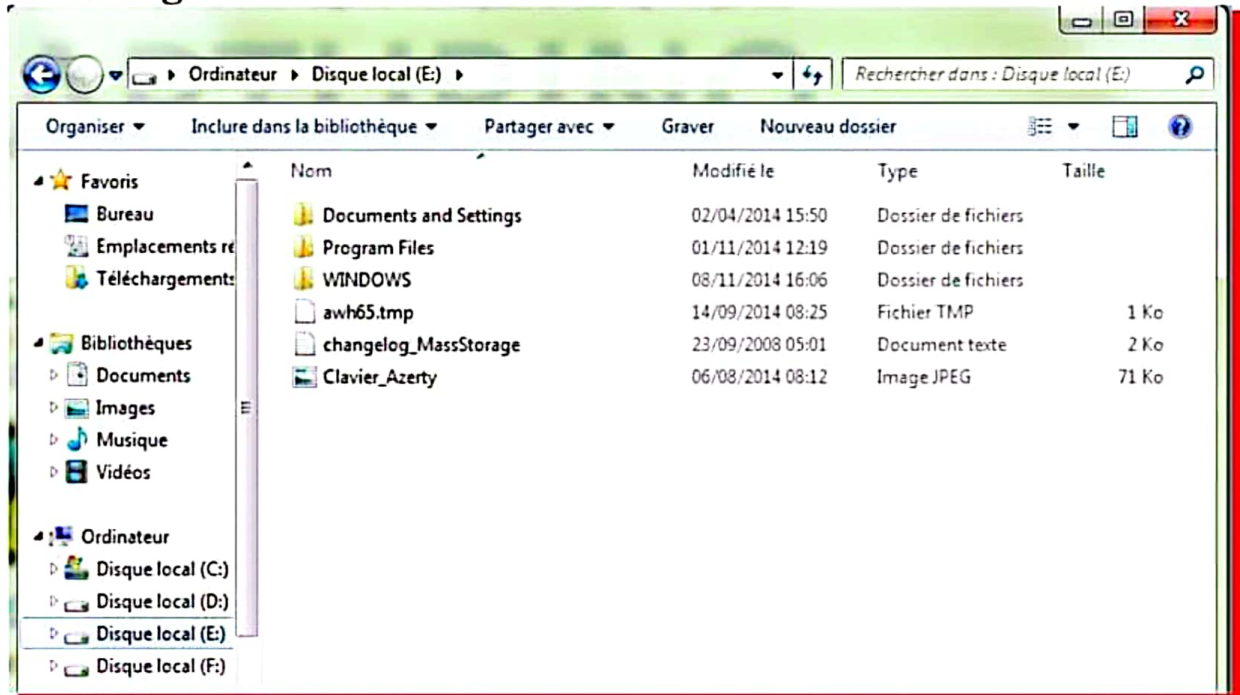 Ordinateur ▸ Disque local (E:) ▸ Rechercher dans : Disque local (E:)
Organiser Inclure dans la bibliothèque Partager avec Graver Nouveau dossier
Nom Modifié le Type Taille
Favoris
Bureau Documents and Settings 02/04/2014 15:50 Dossier de fichiers
Emplacements ré Program Files 01/11/2014 12:19 Dossier de fichiers
Téléchargements WINDOWS 08/11/2014 16:06 Dossier de fichiers
awh65.tmp 14/09/2014 08:25 Fichier TMP 1 Ko
Bibliothèques changelog_MassStorage 23/09/2008 05:01 Document texte 2 Ko
Documents Clavier_Azerty 06/08/2014 08:12 Image JPEG 71 Ko
Images
Musique
Vidéos
Ordinateur
Disque local (C:)
Disque local (D:)
Disque local (E:)
Disque local (F:)